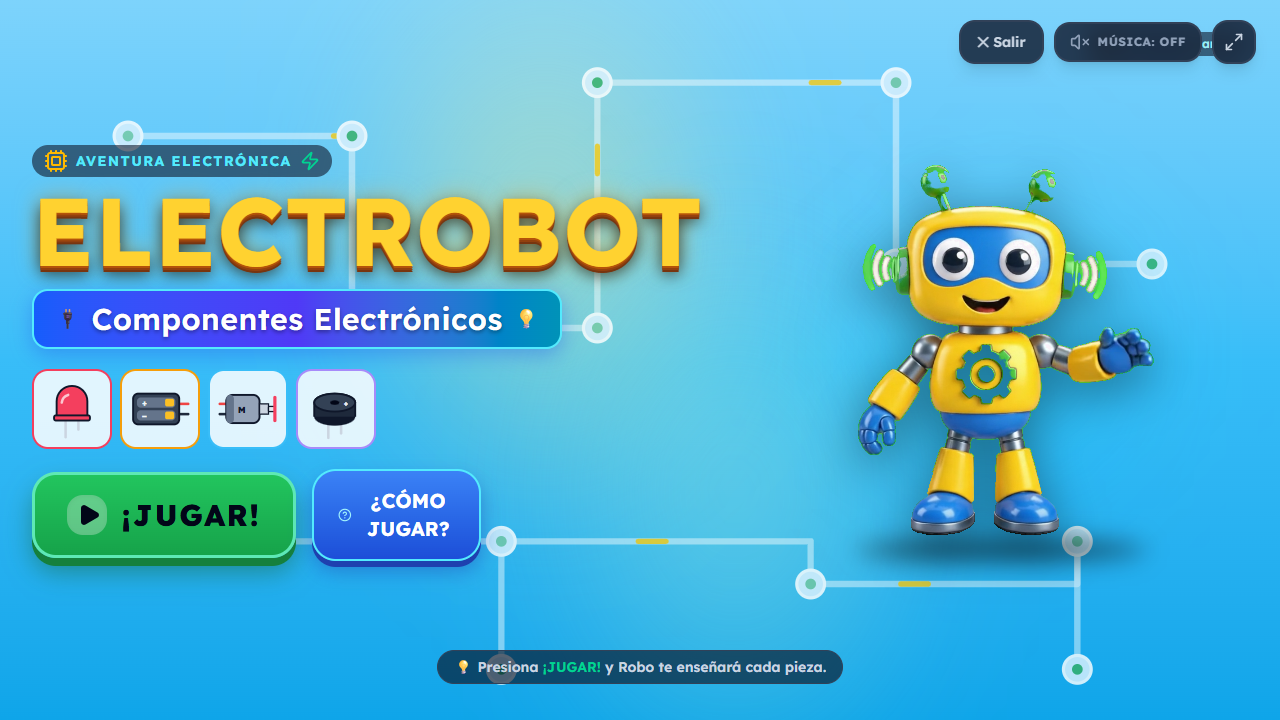 Salir
MÚSICA: OFF
AVENTURA ELECTRÓNICA
ELECTROBOT
Componentes Electrónicos
+
−
M
¡JUGAR!
¿CÓMO
JUGAR?
Presiona ¡JUGAR! y Robo te enseñará cada pieza.